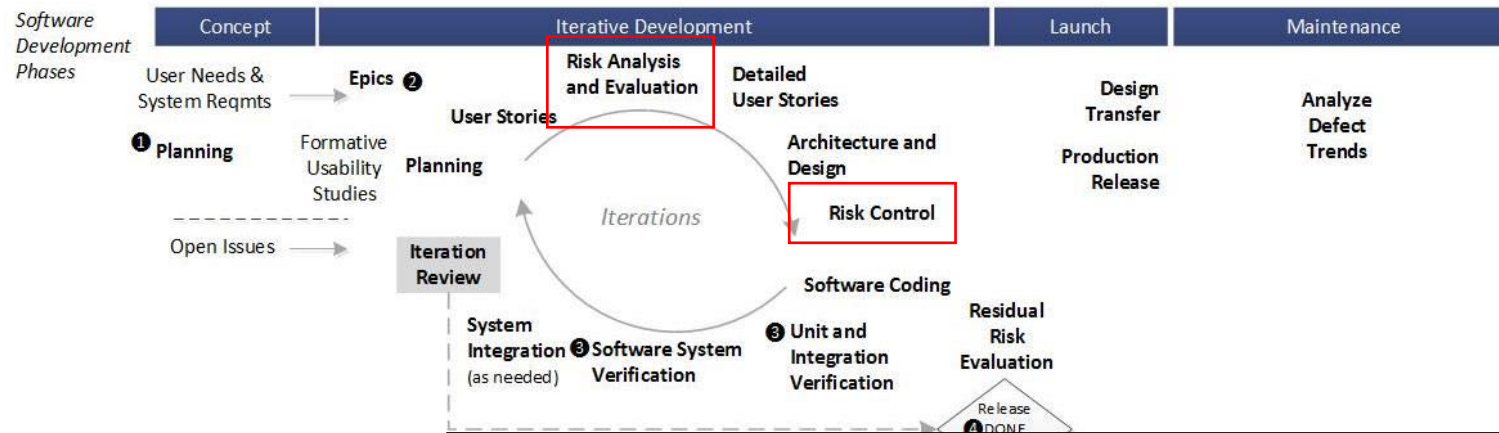 Software
Development
Phases
Concept
Iterative Development
Launch
Maintenance
User Needs &
System Reqmts
Epics ❷
Risk Analysis
and Evaluation
Detailed
User Stories
Design
Transfer
Analyze
Defect
Trends
User Stories
❶ Planning
Formative
Usability
Studies
Planning
Architecture and
Design
Production
Release
Iterations
Risk Control
Open Issues
Iteration
Review
Software Coding
System
Integration
(as needed)
❸ Software System
Verification
❸ Unit and
Integration
Verification
Residual
Risk
Evaluation
Release
❹ DONE